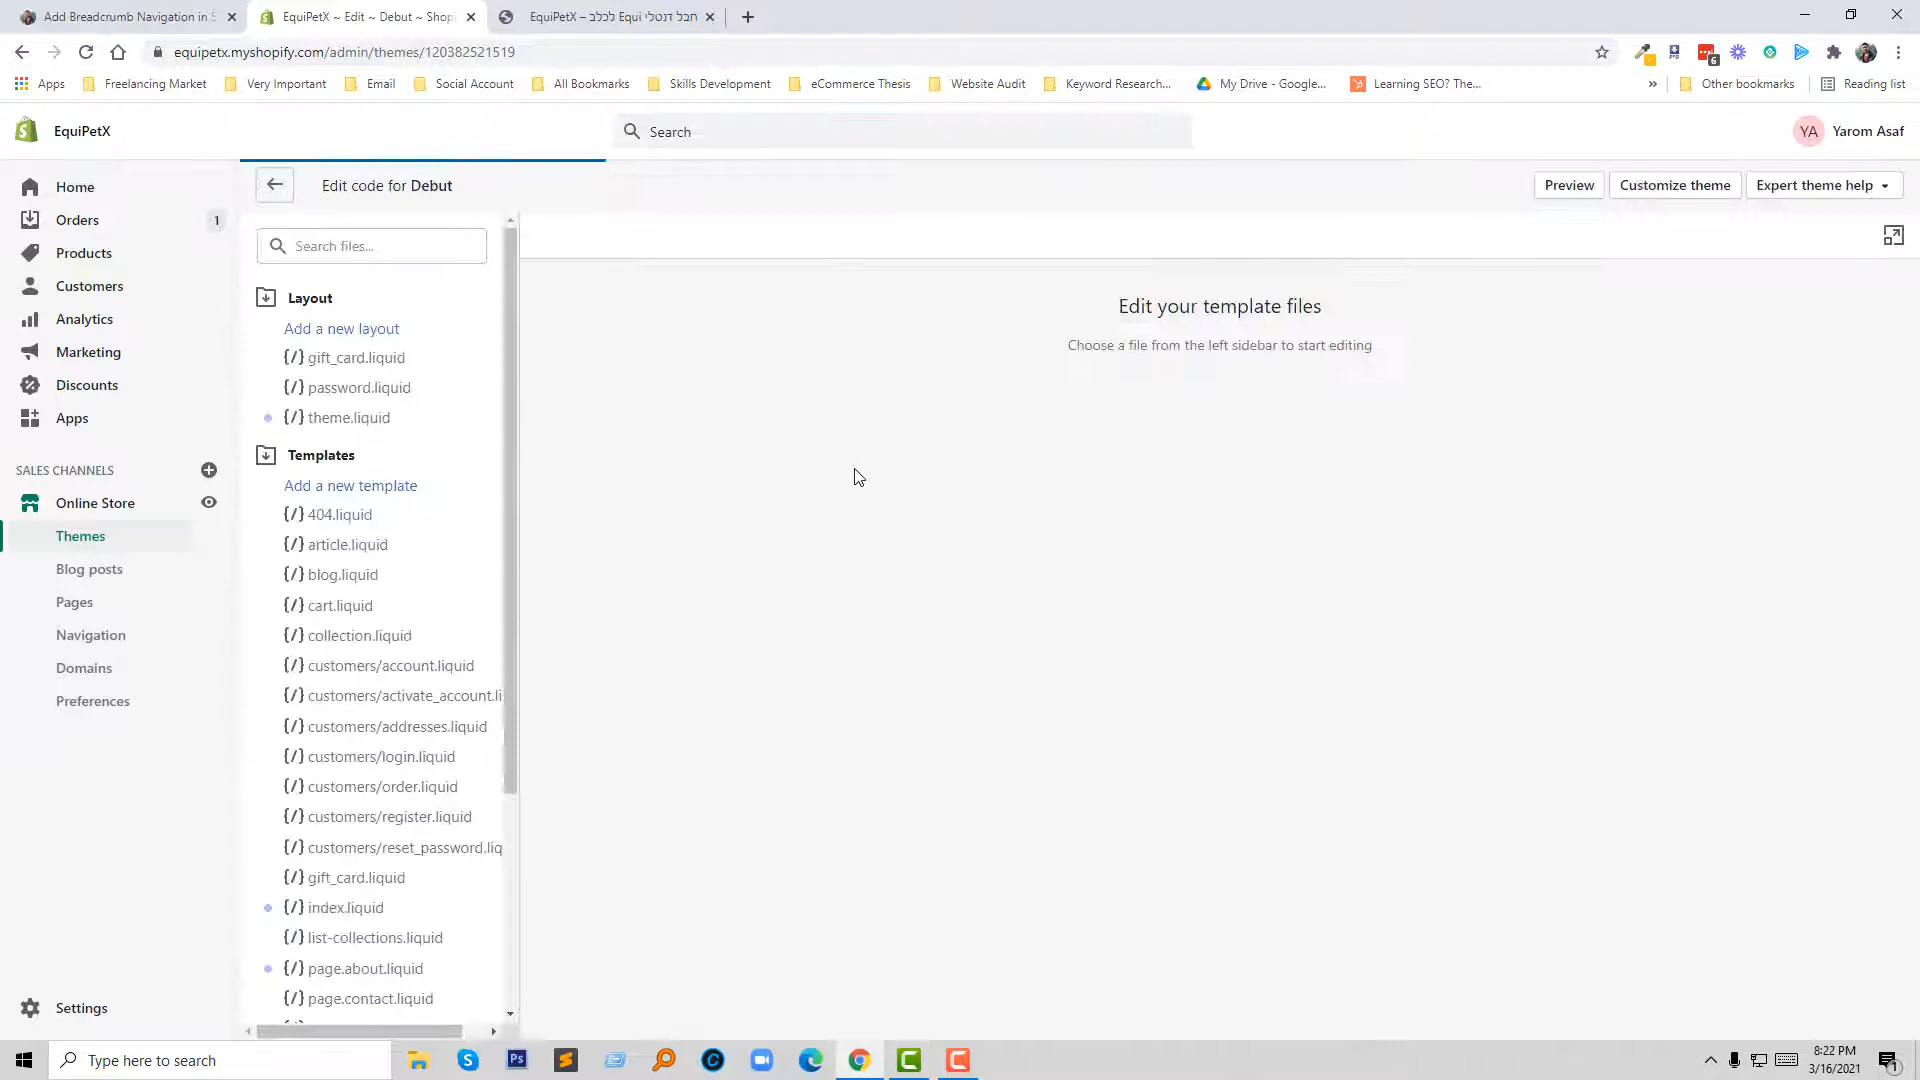 Add Breadcrumb Navigation in S
EquiPetX ~ Edit ~ Debut ~ Shop
EquiPetX – חבל דנטלי Equi לכלב
equipetx.myshopify.com/admin/themes/120382521519
Apps
Freelancing Market
Very Important
Email
Social Account
All Bookmarks
Skills Development
eCommerce Thesis
Website Audit
Keyword Research...
My Drive - Google...
Learning SEO? The...
»
Other bookmarks
Reading list
EquiPetX
Search
YA
Yarom Asaf
Home
Orders
1
Products
Customers
Analytics
Marketing
Discounts
Apps
SALES CHANNELS
Online Store
Themes
Blog posts
Pages
Navigation
Domains
Preferences
Settings
Edit code for Debut
Preview
Customize theme
Expert theme help
Search files...
Layout
Add a new layout
{/} gift_card.liquid
{/} password.liquid
{/} theme.liquid
Templates
Add a new template
{/} 404.liquid
{/} article.liquid
{/} blog.liquid
{/} cart.liquid
{/} collection.liquid
{/} customers/account.liquid
{/} customers/activate_account.li
{/} customers/addresses.liquid
{/} customers/login.liquid
{/} customers/order.liquid
{/} customers/register.liquid
{/} customers/reset_password.liq
{/} gift_card.liquid
{/} index.liquid
{/} list-collections.liquid
{/} page.about.liquid
{/} page.contact.liquid
Edit your template files
Choose a file from the left sidebar to start editing
Type here to search
Ps
8:22 PM
3/16/2021
1